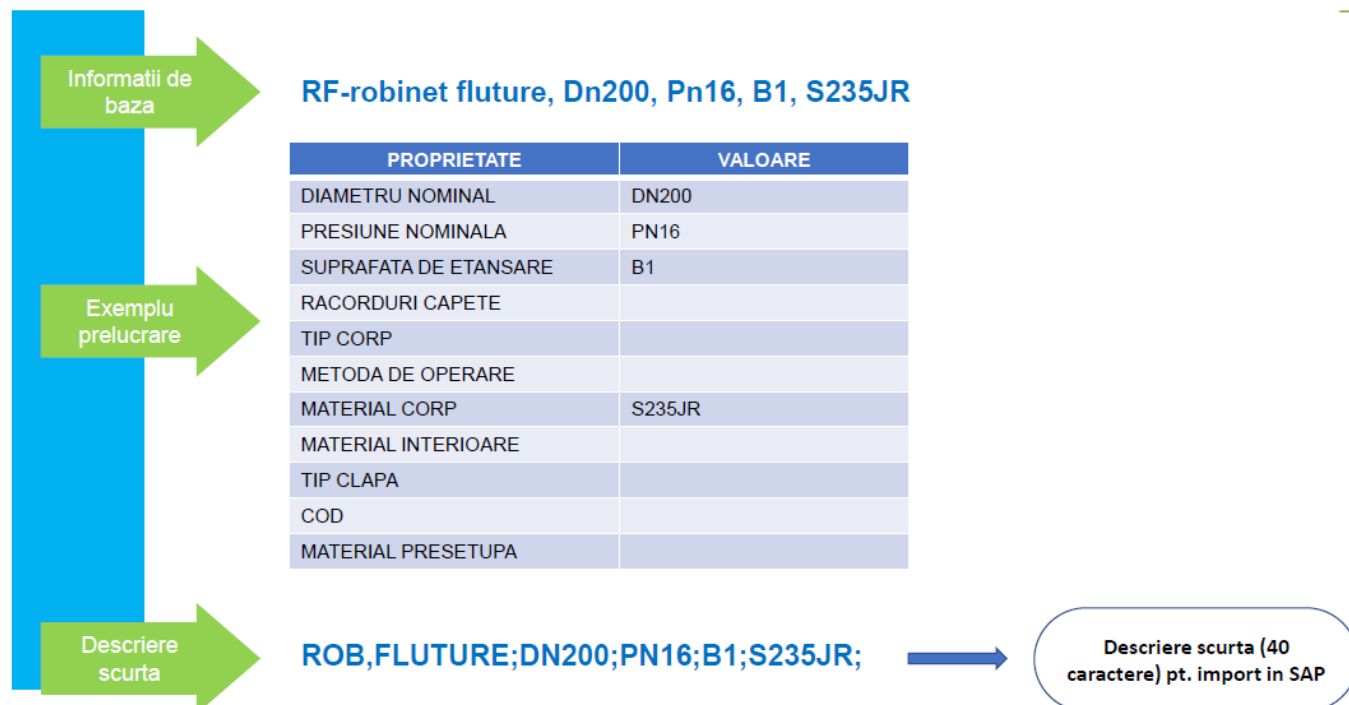 Informatii de
baza
RF-robinet fluture, Dn200, Pn16, B1, S235JR
PROPRIETATE VALOARE
DIAMETRU NOMINAL DN200
PRESIUNE NOMINALA PN16
SUPRAFATA DE ETANSARE B1
RACORDURI CAPETE
TIP CORP
METODA DE OPERARE
MATERIAL CORP S235JR
MATERIAL INTERIOARE
TIP CLAPA
COD
MATERIAL PRESETUPA
Exemplu
prelucrare
Descriere
scurta
ROB,FLUTURE;DN200;PN16;B1;S235JR;
Descriere scurta (40
caractere) pt. import in SAP